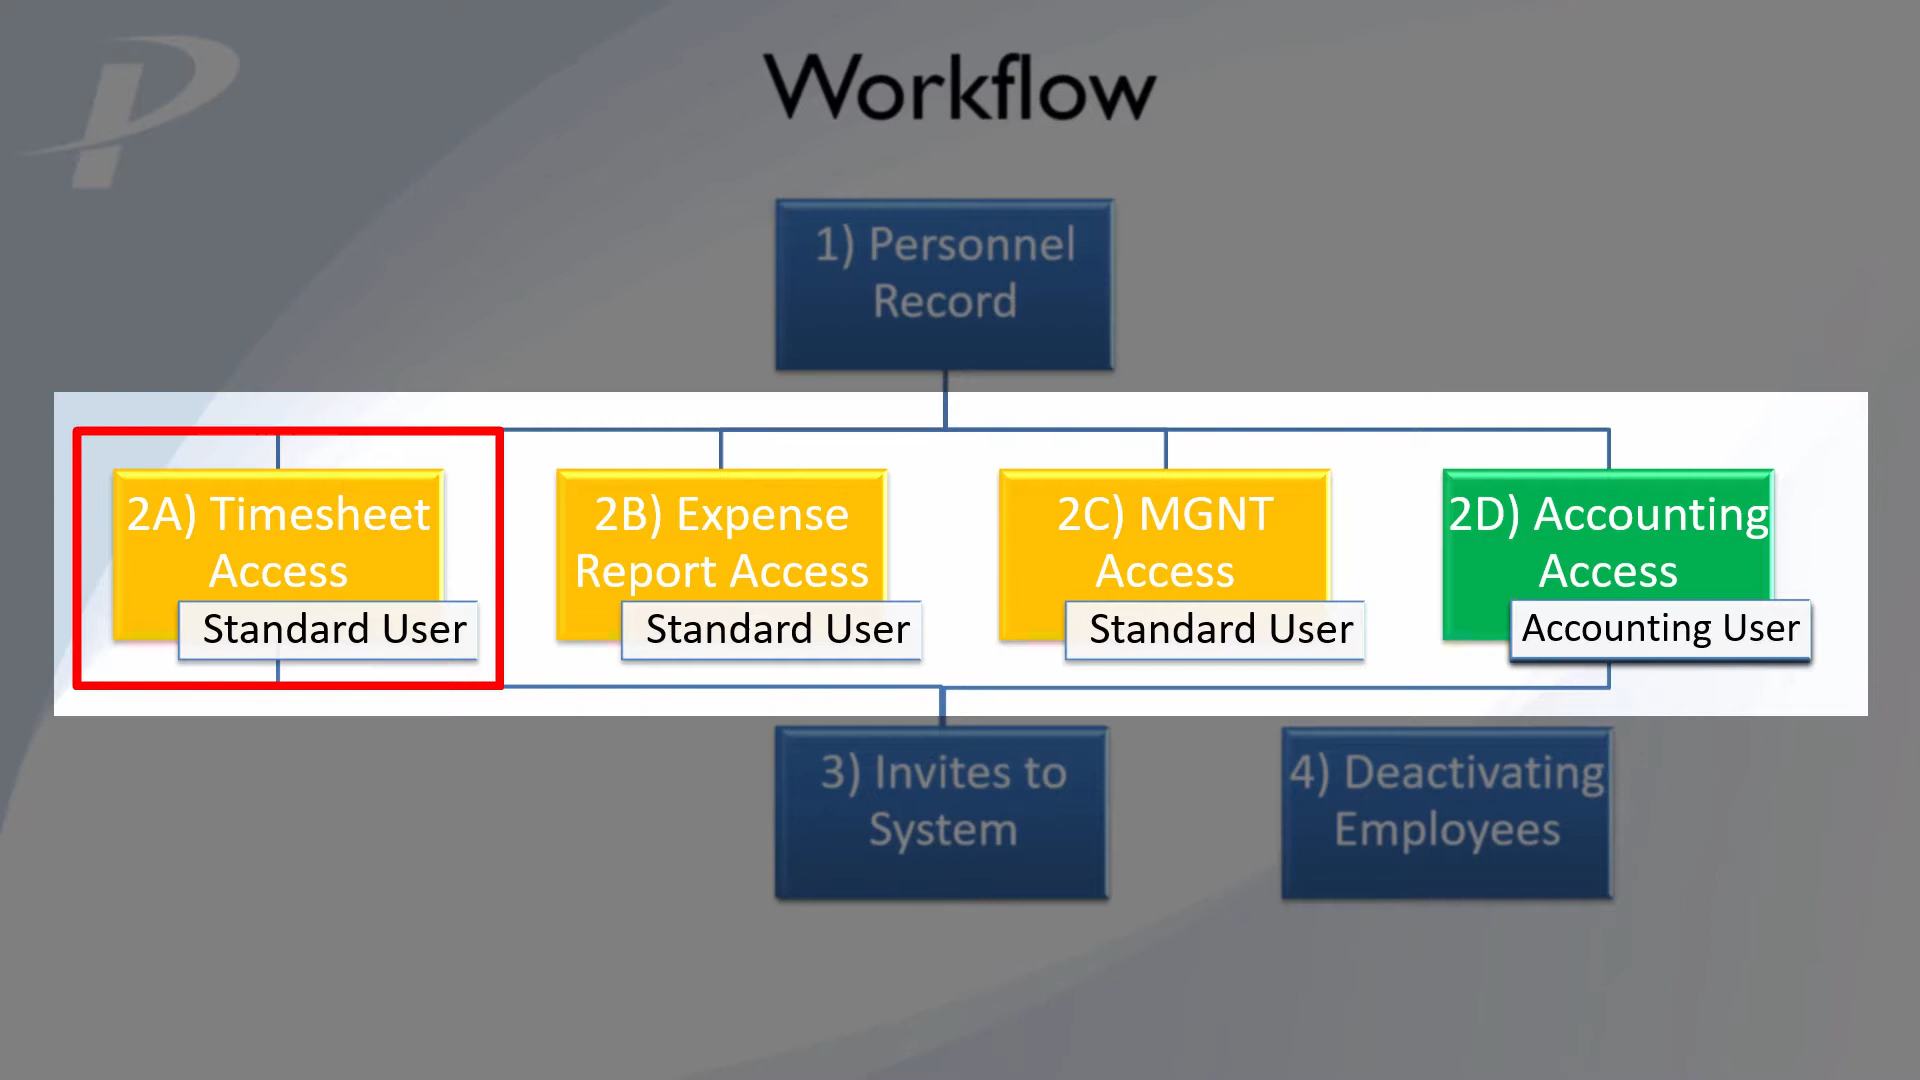 Workflow
1) Personnel
Record
2A) Timesheet
Access
Standard User
2B) Expense
Report Access
Standard User
2C) MGNT
Access
Standard User
2D) Accounting
Access
Accounting User
3) Invites to
System
4) Deactivating
Employees